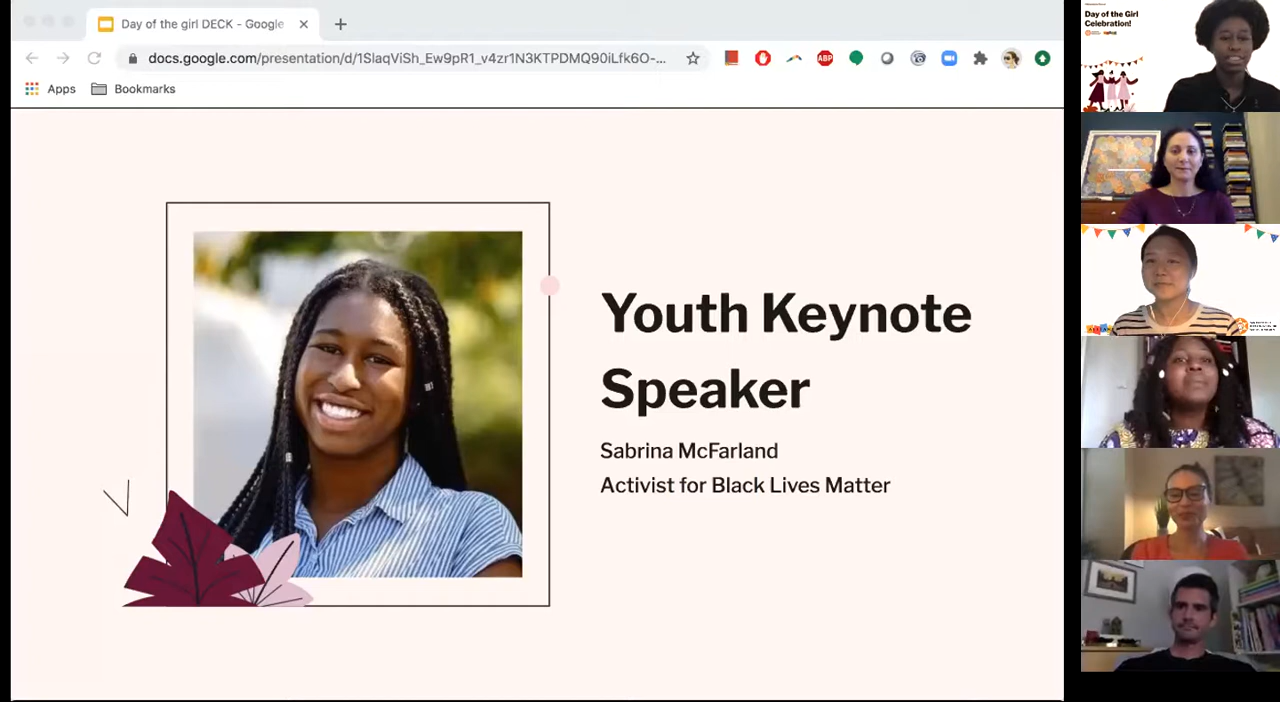 Day of the girl DECK - Google
docs.google.com/presentation/d/1SlaqViSh_Ew9pR1_v4zr1N3KTPDMQ90iLfk6O-...
ABP
Apps
Bookmarks
Youth Keynote
Speaker
Sabrina McFarland
Activist for Black Lives Matter
Day of the Girl
Celebration!